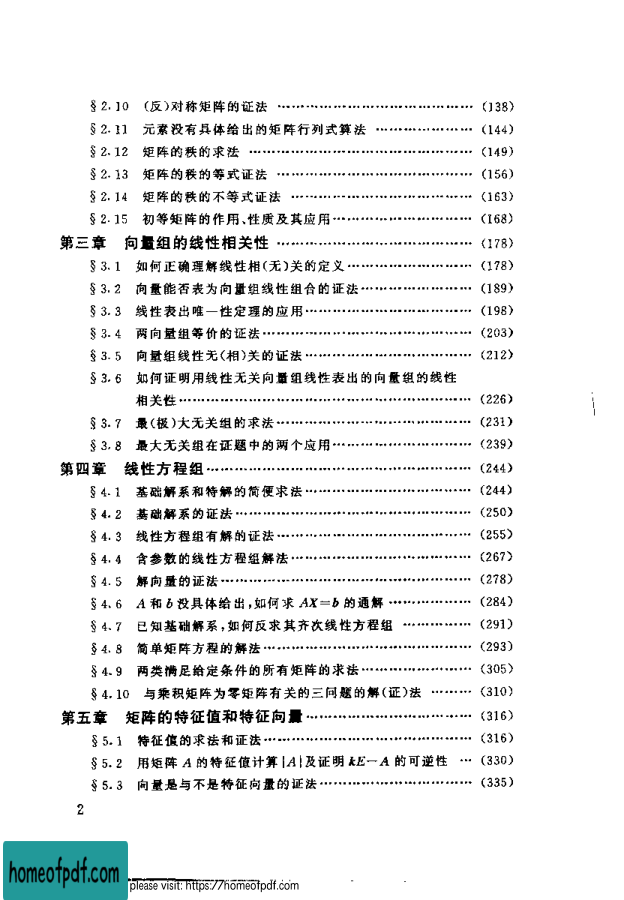 §2.10 (反)对称矩阵的证法 …………………………………… (138)
§2.11 元素没有具体给出的矩阵行列式算法 ………………… (144)
§2.12 矩阵的秩的求法 ………………………………………… (149)
§2.13 矩阵的秩的等式证法 …………………………………… (156)
§2.14 矩阵的秩的不等式证法 ………………………………… (163)
§2.15 初等矩阵的作用、性质及其应用………………………… (168)
第三章 向量组的线性相关性 …………………………………… (178)
§3.1 如何正确理解线性相(无)关的定义……………………… (178)
§3.2 向量能否表为向量组线性组合的证法…………………… (189)
§3.3 线性表出唯一性定理的应用……………………………… (198)
§3.4 两向量组等价的证法……………………………………… (203)
§3.5 向量组线性无(相)关的证法……………………………… (212)
§3.6 如何证明用线性无关向量组线性表出的向量组的线性
相关性…………………………………………………… (226)
§3.7 最(极)大无关组的求法…………………………………… (231)
§3.8 最大无关组在证题中的两个应用………………………… (239)
第四章 线性方程组………………………………………………… (244)
§4.1 基础解系和特解的简便求法……………………………… (244)
§4.2 基础解系的证法…………………………………………… (250)
§4.3 线性方程组有解的证法…………………………………… (255)
§4.4 含参数的线性方程组解法………………………………… (267)
§4.5 解向量的证法……………………………………………… (278)
§4.6 A和b没具体给出,如何求AX=b的通解 ……………… (284)
§4.7 已知基础解系,如何反求其齐次线性方程组 …………… (291)
§4.8 简单矩阵方程的解法……………………………………… (293)
§4.9 两类满足给定条件的所有矩阵的求法…………………… (305)
§4.10 与乘积矩阵为零矩阵有关的三问题的解(证)法 ……… (310)
第五章 矩阵的特征值和特征向量……………………………… (316)
§5.1 特征值的求法和证法……………………………………… (316)
§5.2 用矩阵A的特征值计算|A|及证明kE-A的可逆性 … (330)
§5.3 向量是与不是特征向量的证法…………………………… (335)
2
homeofpdf.com
please visit: https://homeofpdf.com